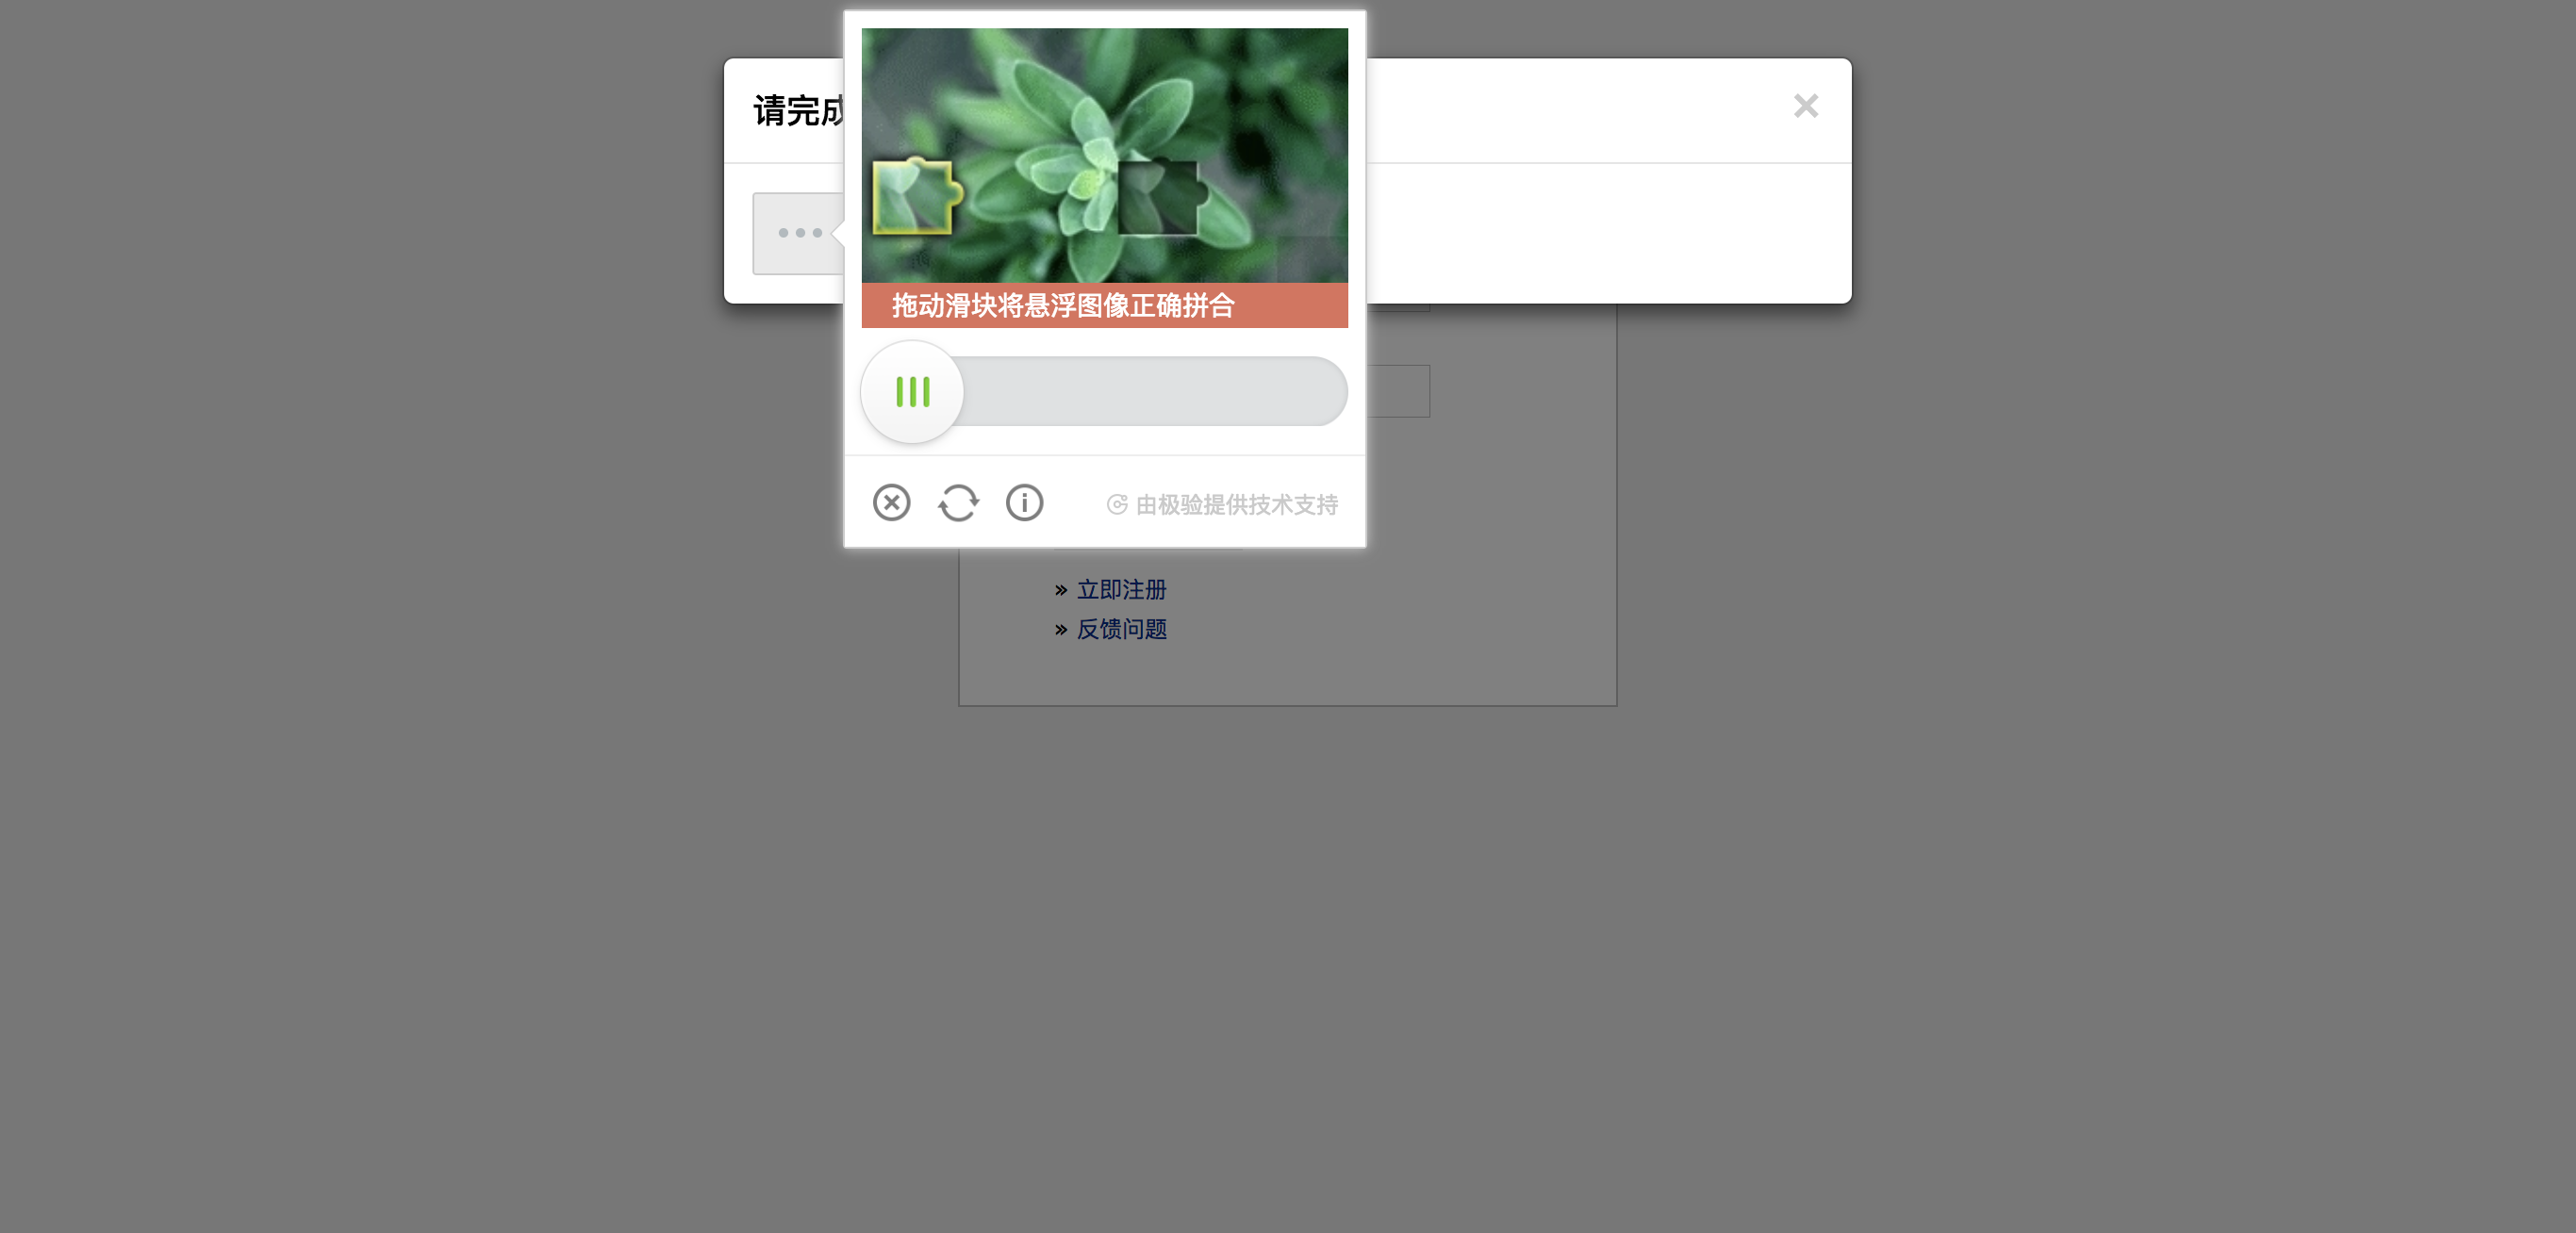 请完成
拖动滑块将悬浮图像正确拼合
由极验提供技术支持
» 立即注册
» 反馈问题